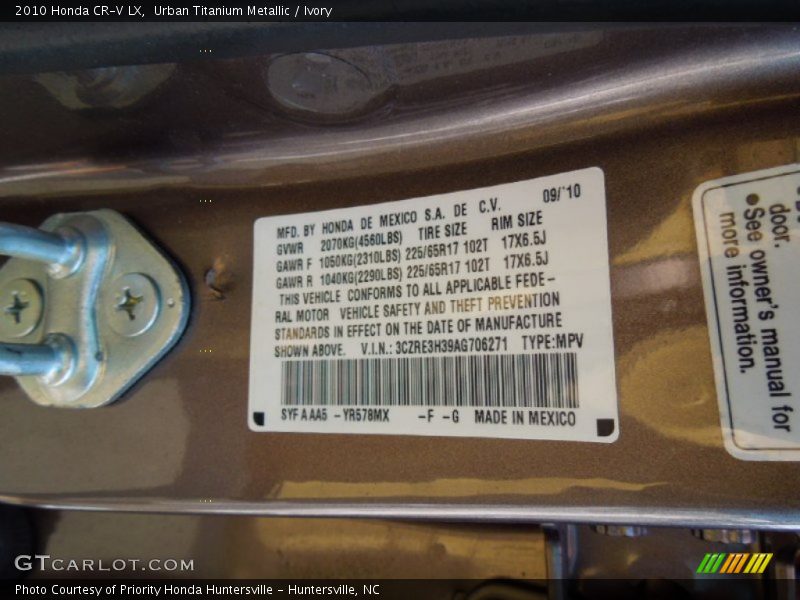 2010 Honda CR-V LX, Urban Titanium Metallic / Ivory
MFD. BY HONDA DE MEXICO S.A. DE C.V. 09/'10
GVWR 2070KG(4560LBS) TIRE SIZE RIM SIZE
GAWR F 1050KG(2310LBS) 225/65R17 102T 17X6.5J
GAWR R 1040KG(2290LBS) 225/65R17 102T 17X6.5J
THIS VEHICLE CONFORMS TO ALL APPLICABLE FEDE-
RAL MOTOR VEHICLE SAFETY AND THEFT PREVENTION
STANDARDS IN EFFECT ON THE DATE OF MANUFACTURE
SHOWN ABOVE. V.I.N.: 3CZRE3H39AG706271 TYPE:MPV
SYF A AA5 -YR578MX -F -G MADE IN MEXICO
door.
●See owner's manual for
more information.
GTCARLOT.COM
Photo Courtesy of Priority Honda Huntersville - Huntersville, NC